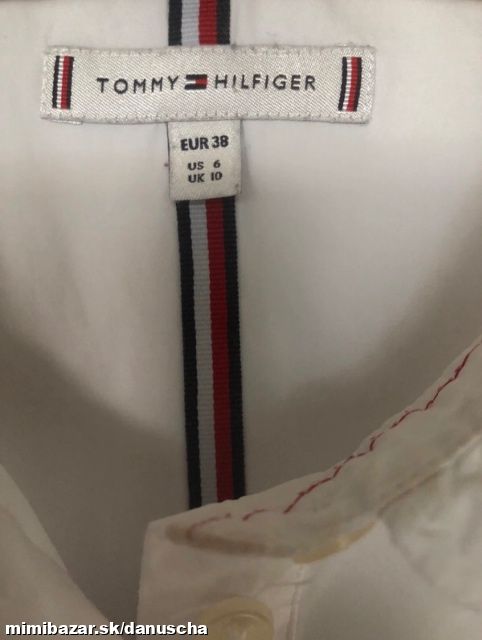 TOMMY HILFIGER
EUR 38
US 6
UK 10
mimibazar.sk/danuscha